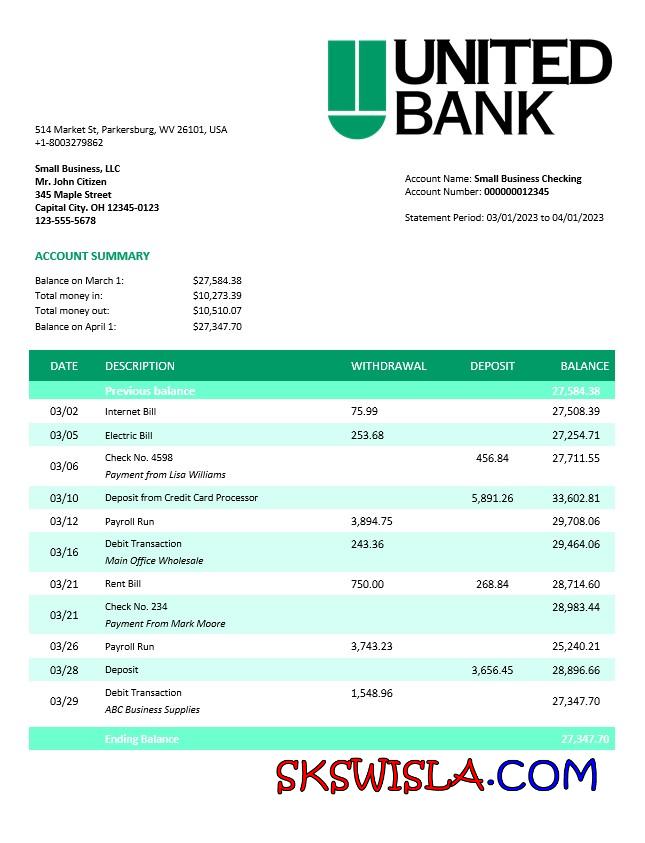 UNITED
BANK
514 Market St, Parkersburg, WV 26101, USA
+1-8003279862
Small Business, LLC
Mr. John Citizen
345 Maple Street
Capital City. OH 12345-0123
123-555-5678
Account Name: Small Business Checking
Account Number: 000000012345
Statement Period: 03/01/2023 to 04/01/2023
ACCOUNT SUMMARY
Balance on March 1: $27,584.38
Total money in: $10,273.39
Total money out: $10,510.07
Balance on April 1: $27,347.70
DATE DESCRIPTION WITHDRAWAL DEPOSIT BALANCE
Previous balance 27,584.38
03/02 Internet Bill 75.99 27,508.39
03/05 Electric Bill 253.68 27,254.71
03/06 Check No. 4598 456.84 27,711.55
Payment from Lisa Williams
03/10 Deposit from Credit Card Processor 5,891.26 33,602.81
03/12 Payroll Run 3,894.75 29,708.06
03/16 Debit Transaction 243.36 29,464.06
Main Office Wholesale
03/21 Rent Bill 750.00 268.84 28,714.60
03/21 Check No. 234 28,983.44
Payment From Mark Moore
03/26 Payroll Run 3,743.23 25,240.21
03/28 Deposit 3,656.45 28,896.66
03/29 Debit Transaction 1,548.96 27,347.70
ABC Business Supplies
Ending Balance 27,347.70
SKSWISLA.COM